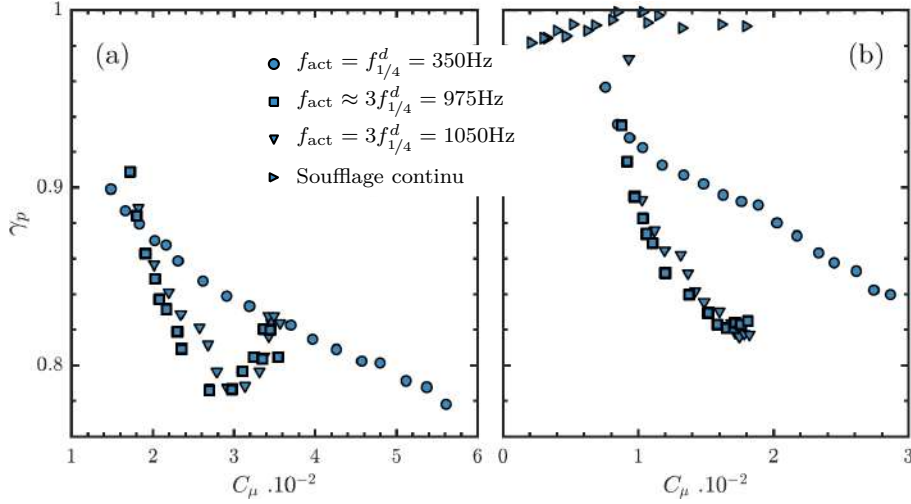 (a)
(b)
f_act = f^d_{1/4} = 350Hz
f_act ≈ 3f^d_{1/4} = 975Hz
f_act = 3f^d_{1/4} = 1050Hz
Soufflage continu
γ_p
1
0.9
0.8
1 2 3 4 5 6
0 1 2 3
C_μ .10^{-2}
C_μ .10^{-2}